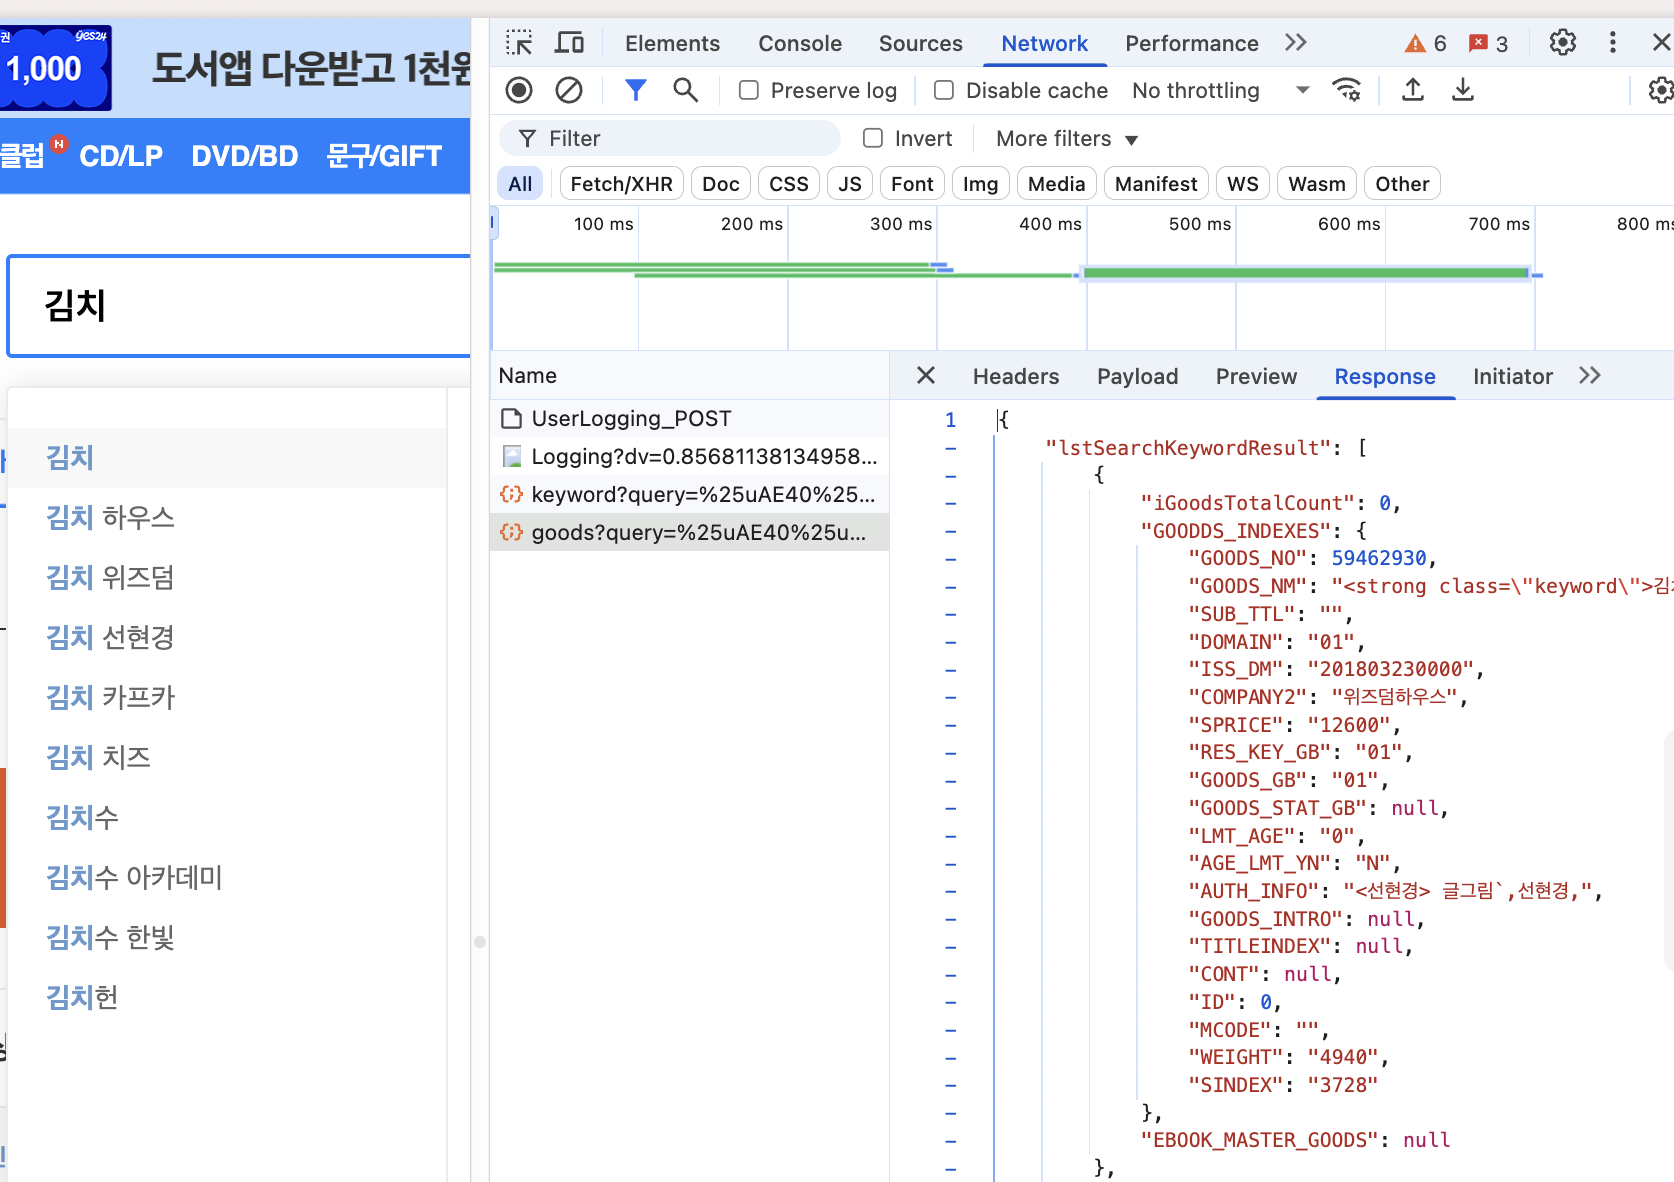 권
yes24
1,000
도서앱 다운받고 1천원
클럽 N CD/LP DVD/BD 문구/GIFT
김치
김치
김치 하우스
김치 위즈덤
김치 선현경
김치 카프카
김치 치즈
김치수
김치수 아카데미
김치수 한빛
김치헌
Elements Console Sources Network Performance 6 3
Preserve log Disable cache No throttling
Filter Invert More filters
All Fetch/XHR Doc CSS JS Font Img Media Manifest WS Wasm Other
100 ms 200 ms 300 ms 400 ms 500 ms 600 ms 700 ms 800 ms
Name
UserLogging_POST
Logging?dv=0.85681138134958...
keyword?query=%25uAE40%25...
goods?query=%25uAE40%25u...
Headers Payload Preview Response Initiator
1 {
- "lstSearchKeywordResult": [
- {
- "iGoodsTotalCount": 0,
- "GOODDS_INDEXES": {
- "GOODS_NO": 59462930,
- "GOODS_NM": "<strong class=\"keyword\">김
- "SUB_TTL": "",
- "DOMAIN": "01",
- "ISS_DM": "201803230000",
- "COMPANY2": "위즈덤하우스",
- "SPRICE": "12600",
- "RES_KEY_GB": "01",
- "GOODS_GB": "01",
- "GOODS_STAT_GB": null,
- "LMT_AGE": "0",
- "AGE_LMT_YN": "N",
- "AUTH_INFO": "<선현경> 글그림`,선현경,",
- "GOODS_INTRO": null,
- "TITLEINDEX": null,
- "CONT": null,
- "ID": 0,
- "MCODE": "",
- "WEIGHT": "4940",
- "SINDEX": "3728"
- },
- "EBOOK_MASTER_GOODS": null
- },